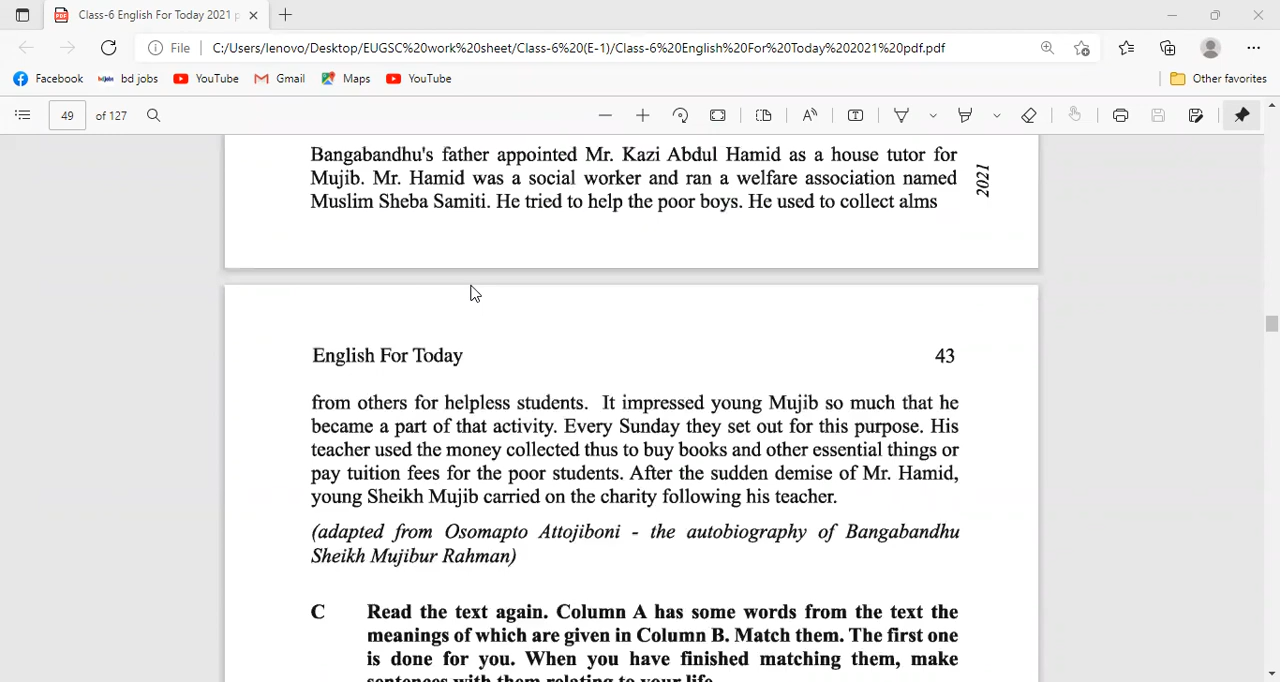 Class-6 English For Today 2021 p
File
C:/Users/lenovo/Desktop/EUGSC%20work%20sheet/Class-6%20(E-1)/Class-6%20English%20For%20Today%202021%20pdf.pdf
Facebook
bd jobs
YouTube
Gmail
Maps
YouTube
Other favorites
49 of 127
Bangabandhu's father appointed Mr. Kazi Abdul Hamid as a house tutor for
Mujib. Mr. Hamid was a social worker and ran a welfare association named
Muslim Sheba Samiti. He tried to help the poor boys. He used to collect alms
2021
English For Today 43
from others for helpless students. It impressed young Mujib so much that he
became a part of that activity. Every Sunday they set out for this purpose. His
teacher used the money collected thus to buy books and other essential things or
pay tuition fees for the poor students. After the sudden demise of Mr. Hamid,
young Sheikh Mujib carried on the charity following his teacher.
(adapted from Osomapto Attojiboni - the autobiography of Bangabandhu
Sheikh Mujibur Rahman)
C Read the text again. Column A has some words from the text the
meanings of which are given in Column B. Match them. The first one
is done for you. When you have finished matching them, make
sentences with them relating to your life.